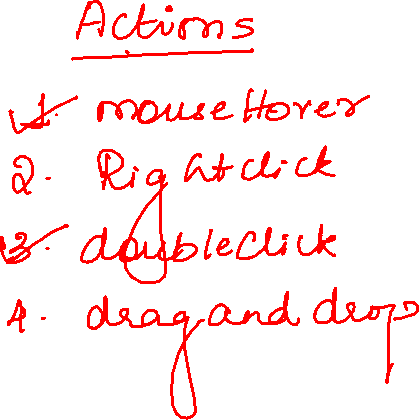 Actions
1. mouseHover
2. Rightclick
3. doubleclick
4. drag and drop